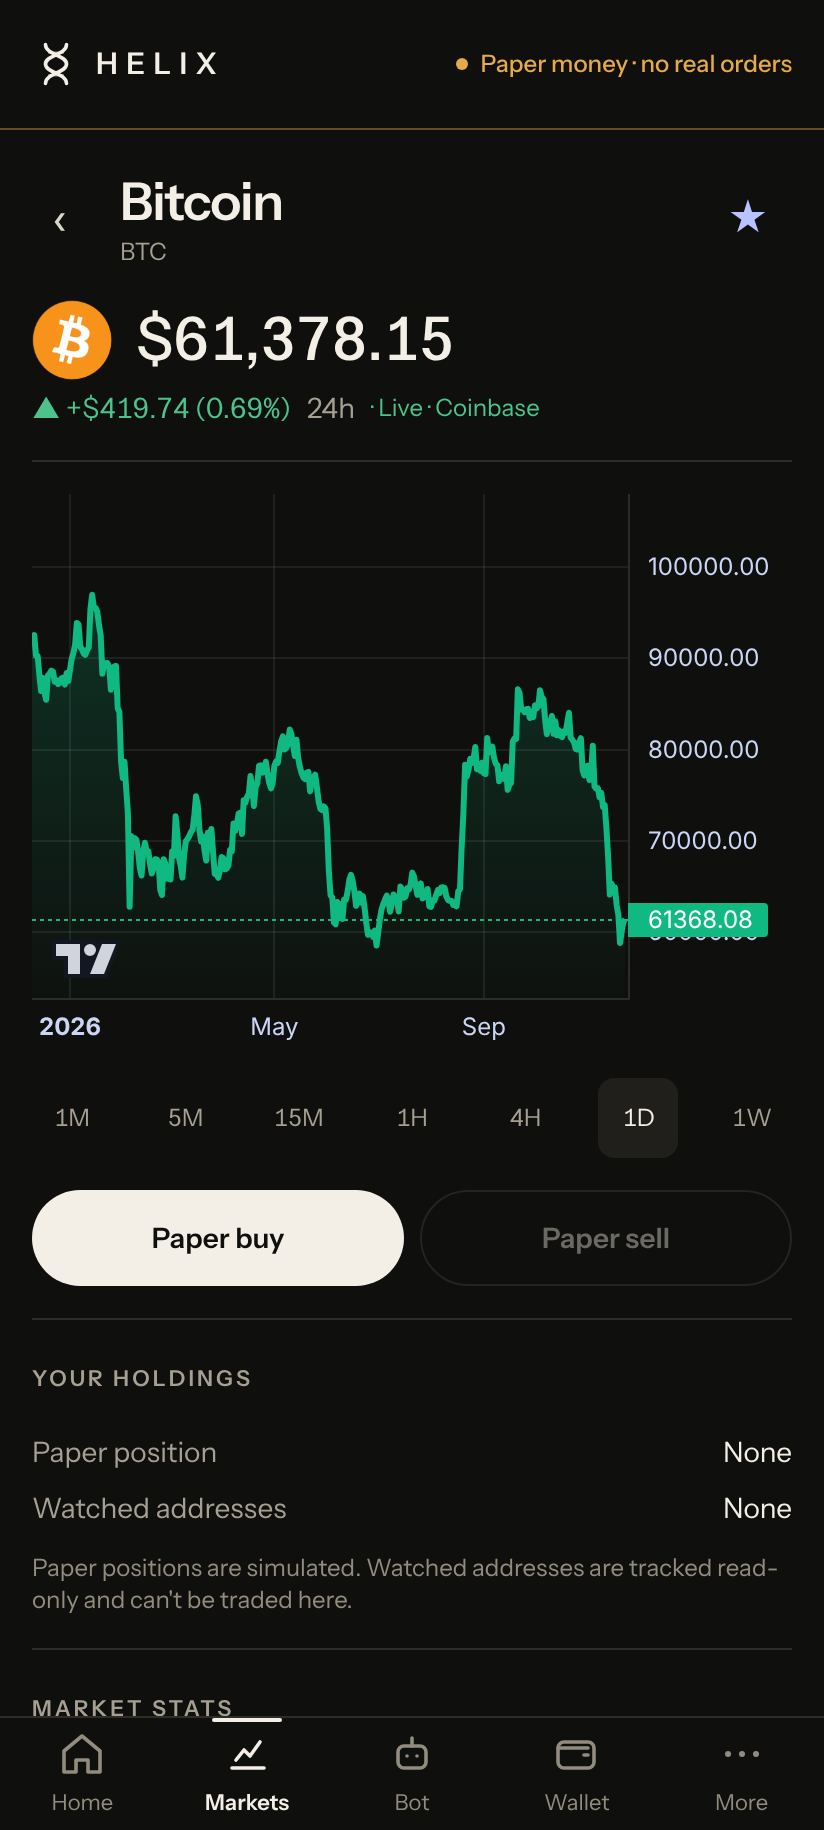 HELIX
Paper money · no real orders
Bitcoin
BTC
$61,378.15
+$419.74 (0.69%) 24h · Live · Coinbase
100000.00
90000.00
80000.00
70000.00
61368.08
2026 May Sep
1M 5M 15M 1H 4H 1D 1W
Paper buy Paper sell
YOUR HOLDINGS
Paper position None
Watched addresses None
Paper positions are simulated. Watched addresses are tracked read-
only and can't be traded here.
MARKET STATS
Home Markets Bot Wallet More